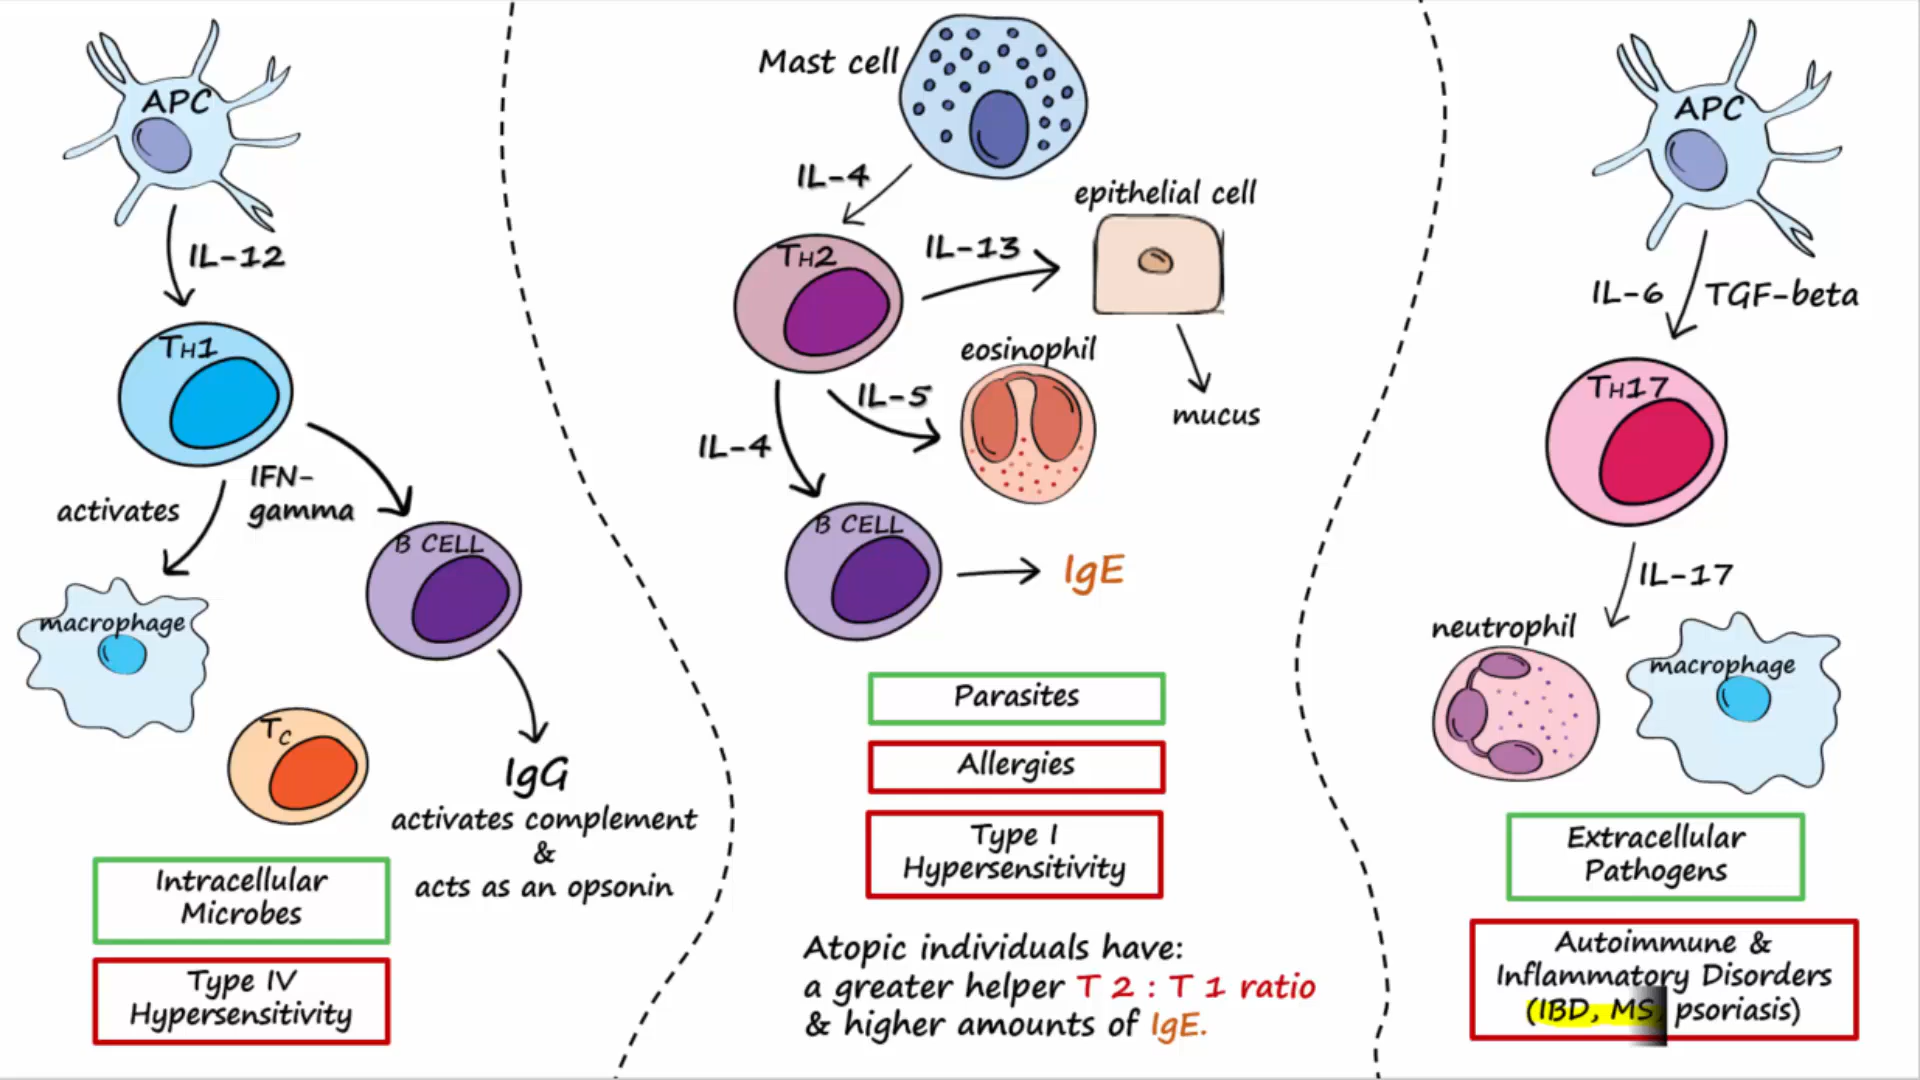 APC
IL-12
TH1
activates
IFN-
gamma
macrophage
B CELL
Tc
IgG
activates complement
&
acts as an opsonin
Intracellular
Microbes
Type IV
Hypersensitivity
Mast cell
IL-4
TH2
IL-13
epithelial cell
mucus
eosinophil
IL-5
IL-4
B CELL
IgE
Parasites
Allergies
Type I
Hypersensitivity
Atopic individuals have:
a greater helper T 2 : T 1 ratio
& higher amounts of IgE.
APC
IL-6
TGF-beta
TH17
IL-17
neutrophil
macrophage
Extracellular
Pathogens
Autoimmune &
Inflammatory Disorders
(IBD, MS, psoriasis)